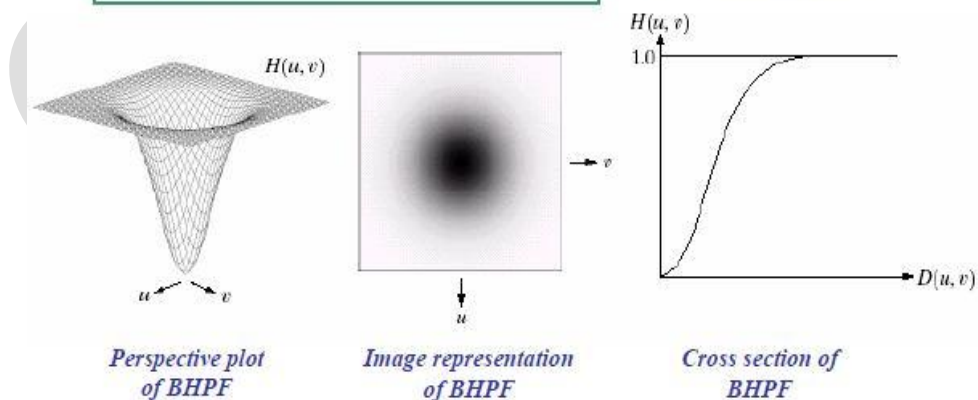 H(u, v)
u
v
v
u
H(u, v)
1.0
D(u, v)
Perspective plot
of BHPF
Image representation
of BHPF
Cross section of
BHPF